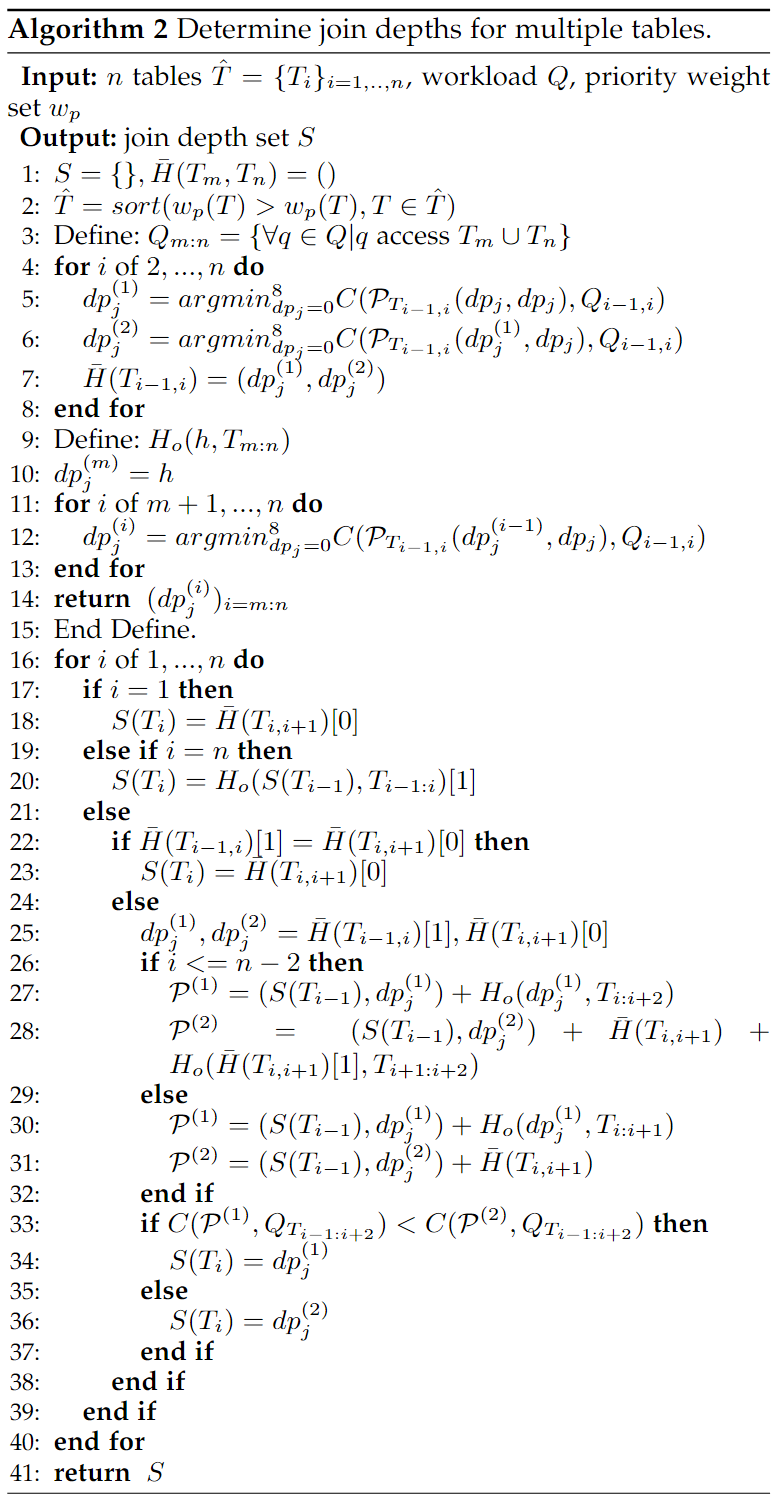 Algorithm 2 Determine join depths for multiple tables.
Input: n tables T̂ = {T_i}_{i=1,..,n}, workload Q, priority weight
set w_p
Output: join depth set S
1: S = {}, H̄(T_m, T_n) = ()
2: T̂ = sort(w_p(T) > w_p(T), T ∈ T̂)
3: Define: Q_{m:n} = {∀q ∈ Q|q access T_m ∪ T_n}
4: for i of 2, ..., n do
5: dp_j^{(1)} = argmin_{dp_j=0}^{8} C(𝒫_{T_{i−1,i}}(dp_j, dp_j), Q_{i−1,i})
6: dp_j^{(2)} = argmin_{dp_j=0}^{8} C(𝒫_{T_{i−1,i}}(dp_j^{(1)}, dp_j), Q_{i−1,i})
7: H̄(T_{i−1,i}) = (dp_j^{(1)}, dp_j^{(2)})
8: end for
9: Define: H_o(h, T_{m:n})
10: dp_j^{(m)} = h
11: for i of m + 1, ..., n do
12: dp_j^{(i)} = argmin_{dp_j=0}^{8} C(𝒫_{T_{i−1,i}}(dp_j^{(i−1)}, dp_j), Q_{i−1,i})
13: end for
14: return (dp_j^{(i)})_{i=m:n}
15: End Define.
16: for i of 1, ..., n do
17: if i = 1 then
18: S(T_i) = H̄(T_{i,i+1})[0]
19: else if i = n then
20: S(T_i) = H_o(S(T_{i−1}), T_{i−1:i})[1]
21: else
22: if H̄(T_{i−1,i})[1] = H̄(T_{i,i+1})[0] then
23: S(T_i) = H̄(T_{i,i+1})[0]
24: else
25: dp_j^{(1)}, dp_j^{(2)} = H̄(T_{i−1,i})[1], H̄(T_{i,i+1})[0]
26: if i <= n − 2 then
27: 𝒫^{(1)} = (S(T_{i−1}), dp_j^{(1)}) + H_o(dp_j^{(1)}, T_{i:i+2})
28: 𝒫^{(2)} = (S(T_{i−1}), dp_j^{(2)}) + H̄(T_{i,i+1}) +
H_o(H̄(T_{i,i+1})[1], T_{i+1:i+2})
29: else
30: 𝒫^{(1)} = (S(T_{i−1}), dp_j^{(1)}) + H_o(dp_j^{(1)}, T_{i:i+1})
31: 𝒫^{(2)} = (S(T_{i−1}), dp_j^{(2)}) + H̄(T_{i,i+1})
32: end if
33: if C(𝒫^{(1)}, Q_{T_{i−1:i+2}}) < C(𝒫^{(2)}, Q_{T_{i−1:i+2}}) then
34: S(T_i) = dp_j^{(1)}
35: else
36: S(T_i) = dp_j^{(2)}
37: end if
38: end if
39: end if
40: end for
41: return S